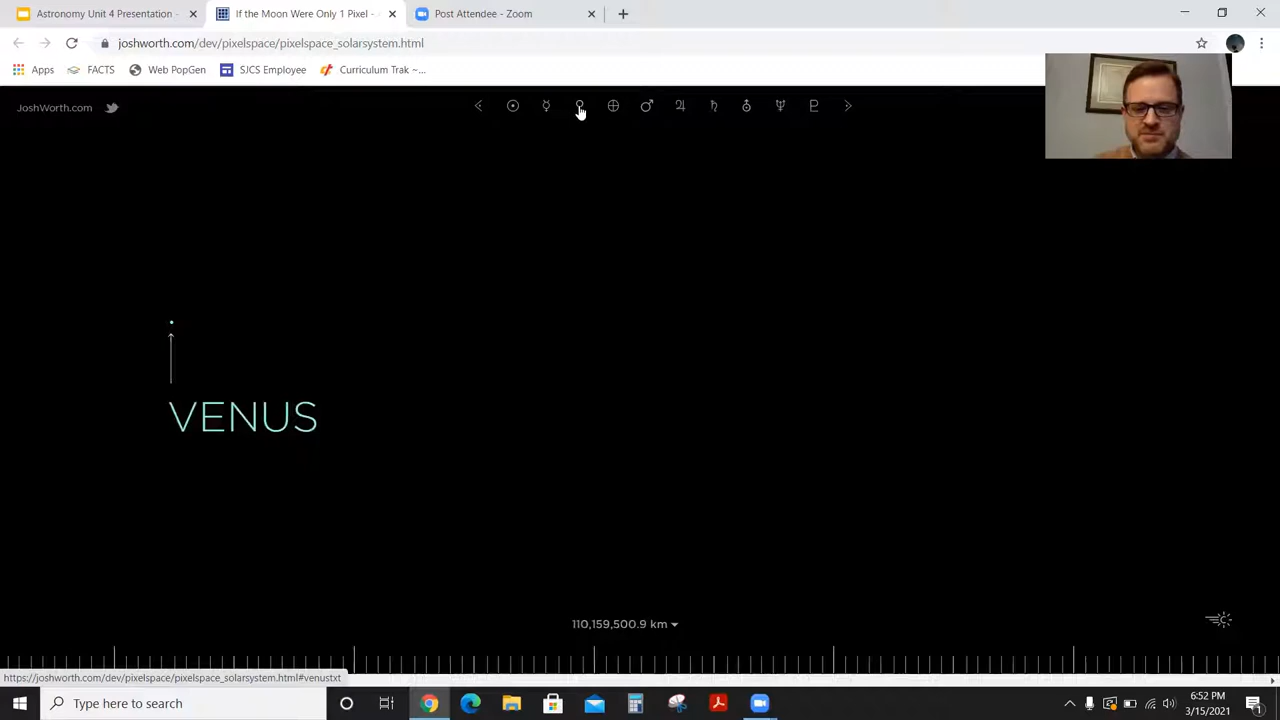 Astronomy Unit 4 Presentation -
If the Moon Were Only 1 Pixel -
Post Attendee - Zoom
joshworth.com/dev/pixelspace/pixelspace_solarsystem.html
Apps
FACTS
Web PopGen
SJCS Employee
Curriculum Trak ~...
JoshWorth.com
VENUS
110,159,500.9 km
https://joshworth.com/dev/pixelspace/pixelspace_solarsystem.html#venustxt
Type here to search
6:52 PM
3/15/2021
1